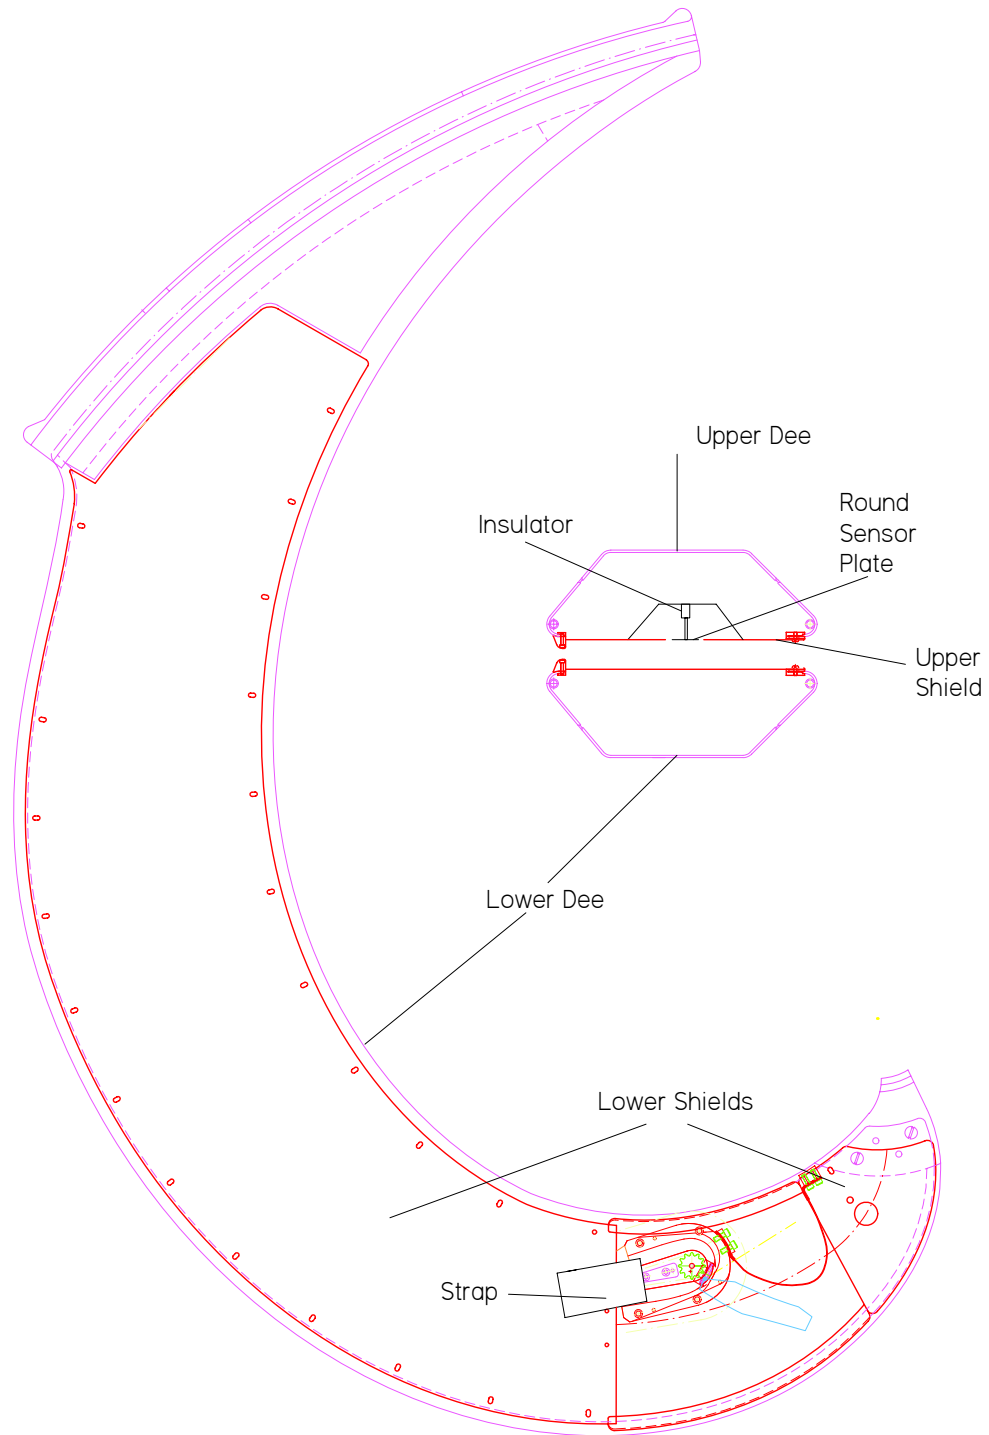 Upper Dee
Round
Sensor
Plate
Insulator
Upper
Shield
Lower Dee
Lower Shields
Strap